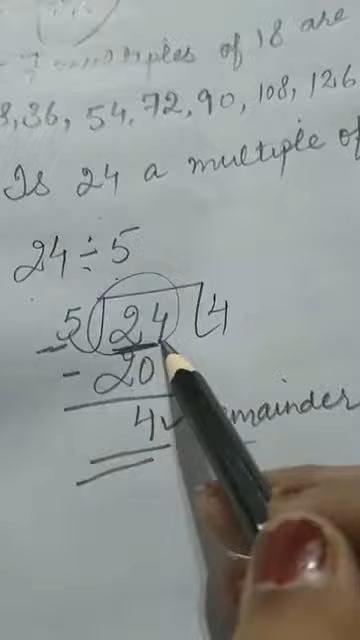 multiples of 18 are
36, 54, 72, 90, 108, 126
Is 24 a multiple of
24 ÷ 5
5 24 4
- 20
4 remainder